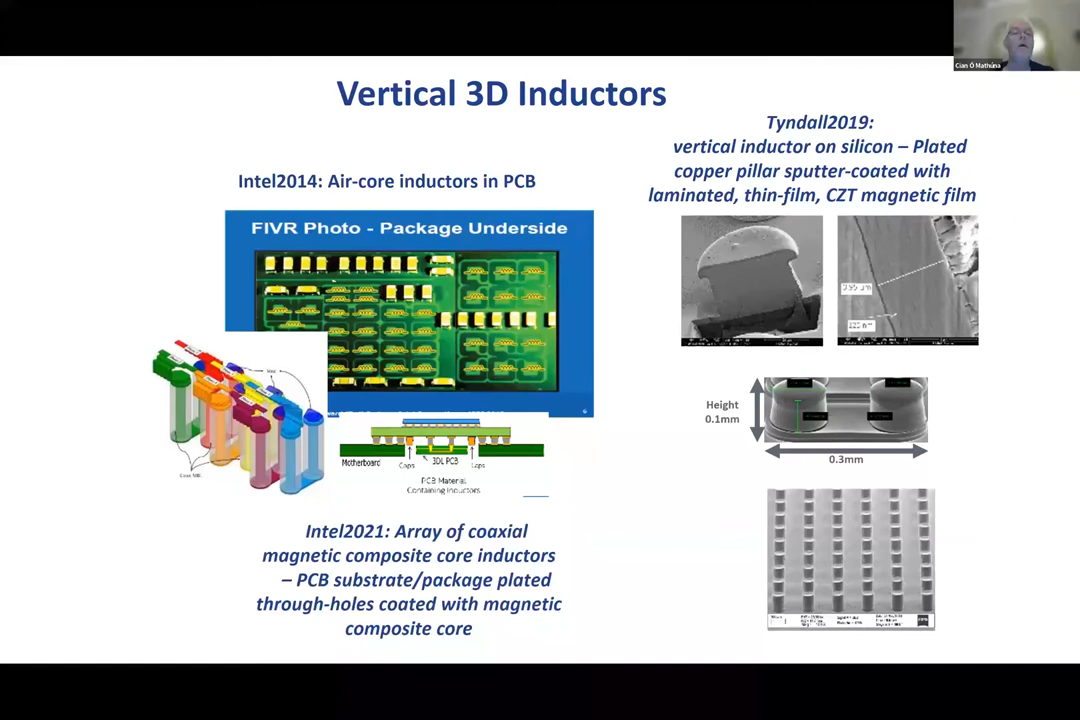 Cian Ó Mathúna
Vertical 3D Inductors
Intel2014: Air-core inductors in PCB
FIVR Photo - Package Underside
6
Motherboard
Caps
3DL PCB
Caps
PCB Material
Containing Inductors
Intel2021: Array of coaxial
magnetic composite core inductors
– PCB substrate/package plated
through-holes coated with magnetic
composite core
Tyndall2019:
vertical inductor on silicon – Plated
copper pillar sputter-coated with
laminated, thin-film, CZT magnetic film
Height
0.1mm
0.3mm